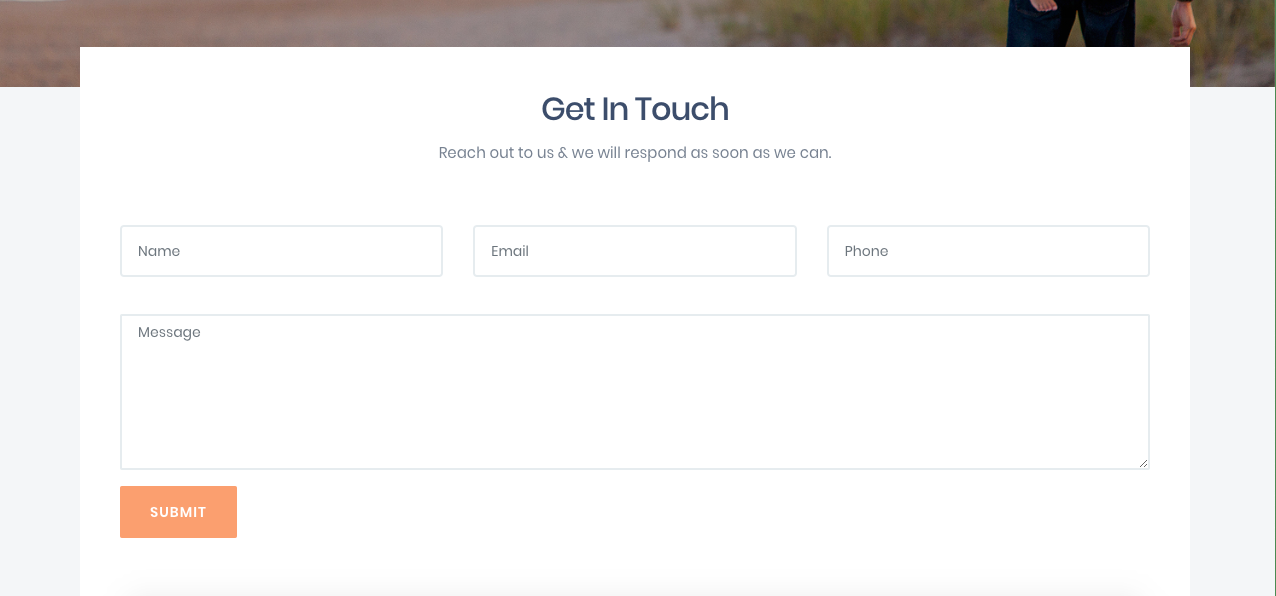 Get In Touch
Reach out to us & we will respond as soon as we can.
Name
Email
Phone
Message
SUBMIT